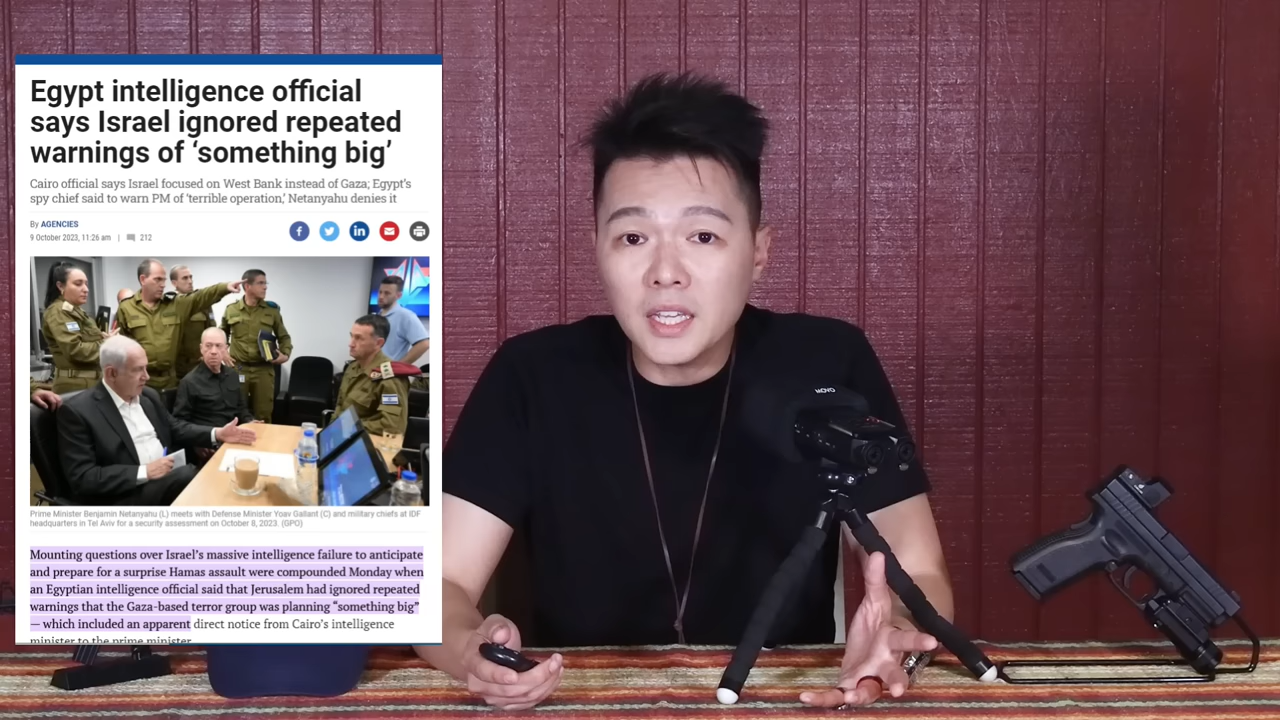 Egypt intelligence official
says Israel ignored repeated
warnings of ‘something big’
Cairo official says Israel focused on West Bank instead of Gaza; Egypt’s
spy chief said to warn PM of ‘terrible operation,’ Netanyahu denies it
By AGENCIES
9 October 2023, 11:26 am | 212
Prime Minister Benjamin Netanyahu (L) meets with Defense Minister Yoav Gallant (C) and military chiefs at IDF
headquarters in Tel Aviv for a security assessment on October 8, 2023. (GPO)
Mounting questions over Israel’s massive intelligence failure to anticipate
and prepare for a surprise Hamas assault were compounded Monday when
an Egyptian intelligence official said that Jerusalem had ignored repeated
warnings that the Gaza-based terror group was planning “something big”
— which included an apparent direct notice from Cairo’s intelligence
minister to the prime minister.
MOVO